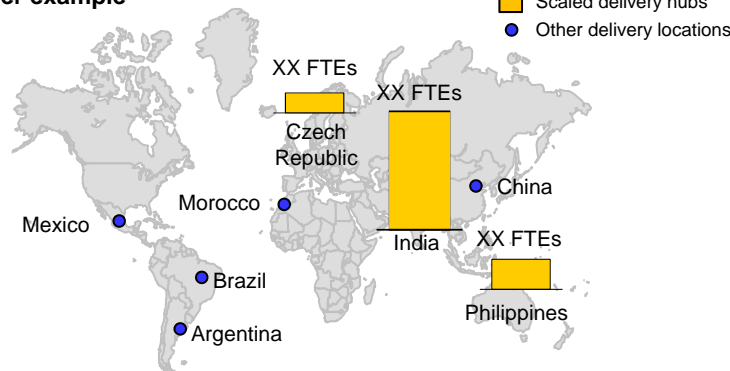 example
Scaled delivery hubs
Other delivery locations
XX FTEs
XX FTEs
Czech
Republic
China
Morocco
Mexico
India
XX FTEs
Brazil
Philippines
Argentina